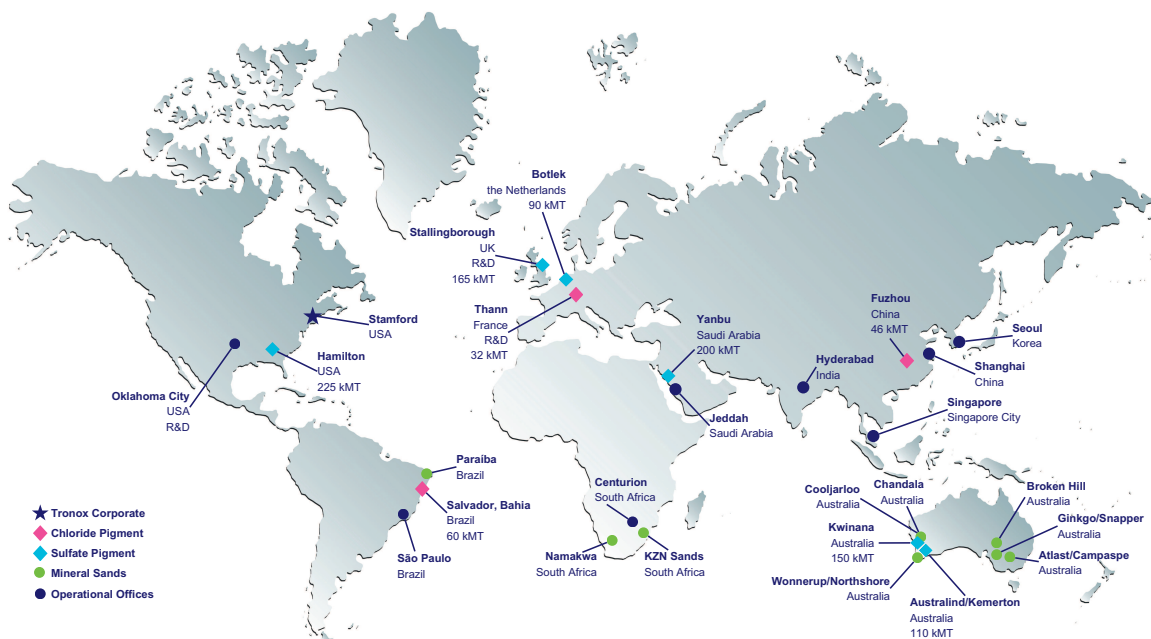 Botlek
the Netherlands
90 kMT
Stallingborough
UK
R&D
165 kMT
Thann
France
R&D
32 kMT
Yanbu
Saudi Arabia
200 kMT
Fuzhou
China
46 kMT
Seoul
Korea
Shanghai
China
Stamford
USA
Hamilton
USA
225 kMT
Oklahoma City
USA
R&D
Hyderabad
India
Singapore
Singapore City
Jeddah
Saudi Arabia
Paraiba
Brazil
Salvador, Bahia
Brazil
60 kMT
São Paulo
Brazil
Centurion
South Africa
Namakwa
South Africa
KZN Sands
South Africa
Chandala
Australia
Cooljarloo
Australia
Kwinana
Australia
150 kMT
Wonnerup/Northshore
Australia
Australind/Kemerton
Australia
110 kMT
Broken Hill
Australia
Ginkgo/Snapper
Australia
Atlast/Campaspe
Australia
Tronox Corporate
Chloride Pigment
Sulfate Pigment
Mineral Sands
Operational Offices